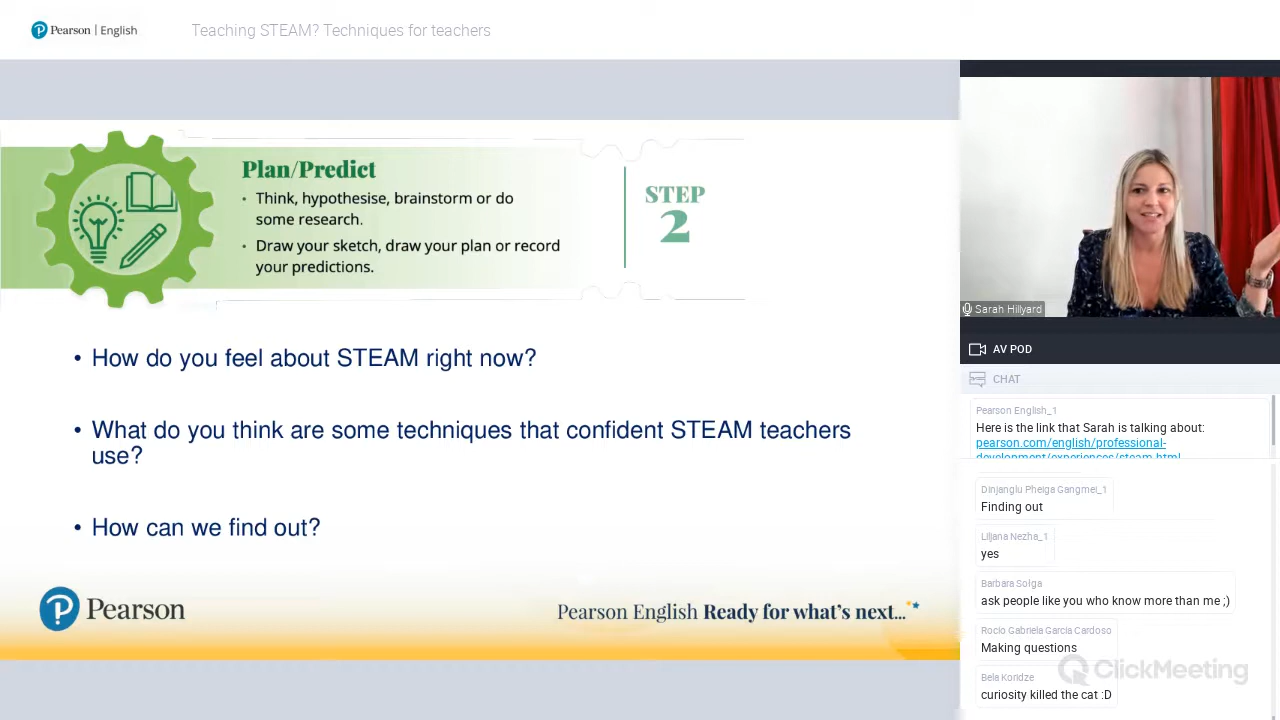 Pearson | English
Teaching STEAM? Techniques for teachers
Plan/Predict
• Think, hypothesise, brainstorm or do
some research.
• Draw your sketch, draw your plan or record
your predictions.
STEP
2
• How do you feel about STEAM right now?
• What do you think are some techniques that confident STEAM teachers
use?
• How can we find out?
Pearson
Pearson English Ready for what's next...
Sarah Hillyard
AV POD
CHAT
Pearson English_1
Here is the link that Sarah is talking about:
pearson.com/english/professional-
development/experiences/steam.html
Dinjanglu Pheiga Gangmei_1
Finding out
Liljana Nezha_1
yes
Barbara Sołga
ask people like you who know more than me ;)
Rocio Gabriela Garcia Cardoso
Making questions
Bela Koridze
curiosity killed the cat :D
ClickMeeting